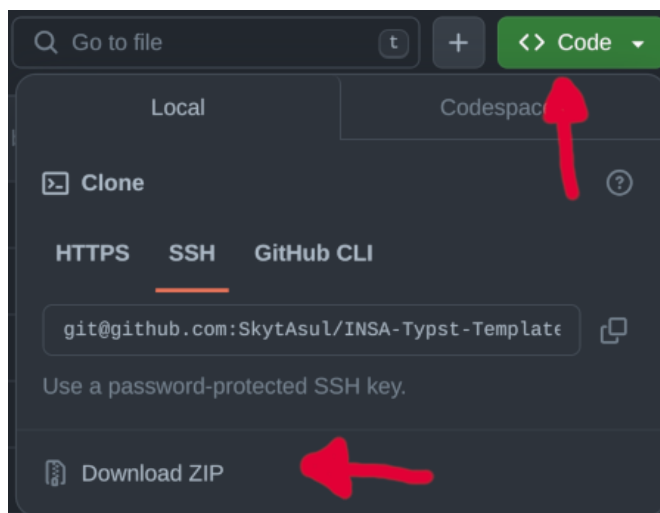 Go to file
t
+
<> Code
Local
Codespac
Clone
HTTPS
SSH
GitHub CLI
git@github.com:SkytAsul/INSA-Typst-Template
Use a password-protected SSH key.
Download ZIP